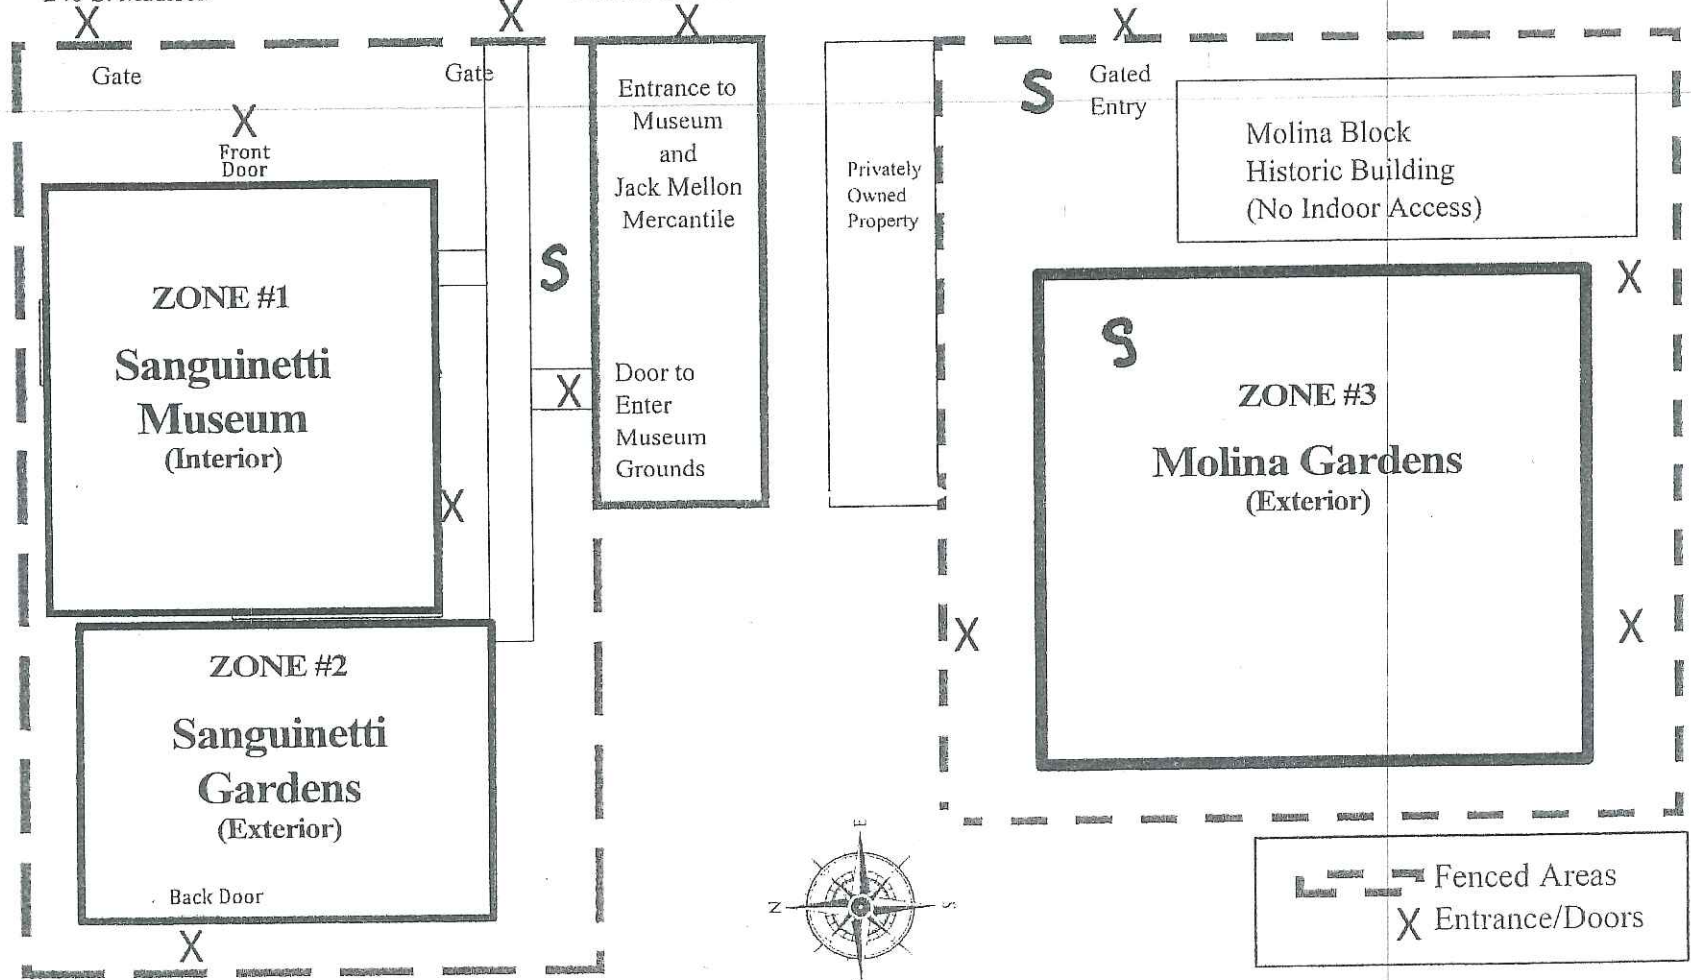 X
X
X
X
Gate
Gate
X
Front
Door
ZONE #1
Sanguinetti
Museum
(Interior)
X
S
Entrance to
Museum
and
Jack Mellon
Mercantile
X
Door to
Enter
Museum
Grounds
Privately
Owned
Property
S
Gated
Entry
Molina Block
Historic Building
(No Indoor Access)
X
S
ZONE #3
Molina Gardens
(Exterior)
X
X
ZONE #2
Sanguinetti
Gardens
(Exterior)
Back Door
X
E
N
S
Fenced Areas
X Entrance/Doors